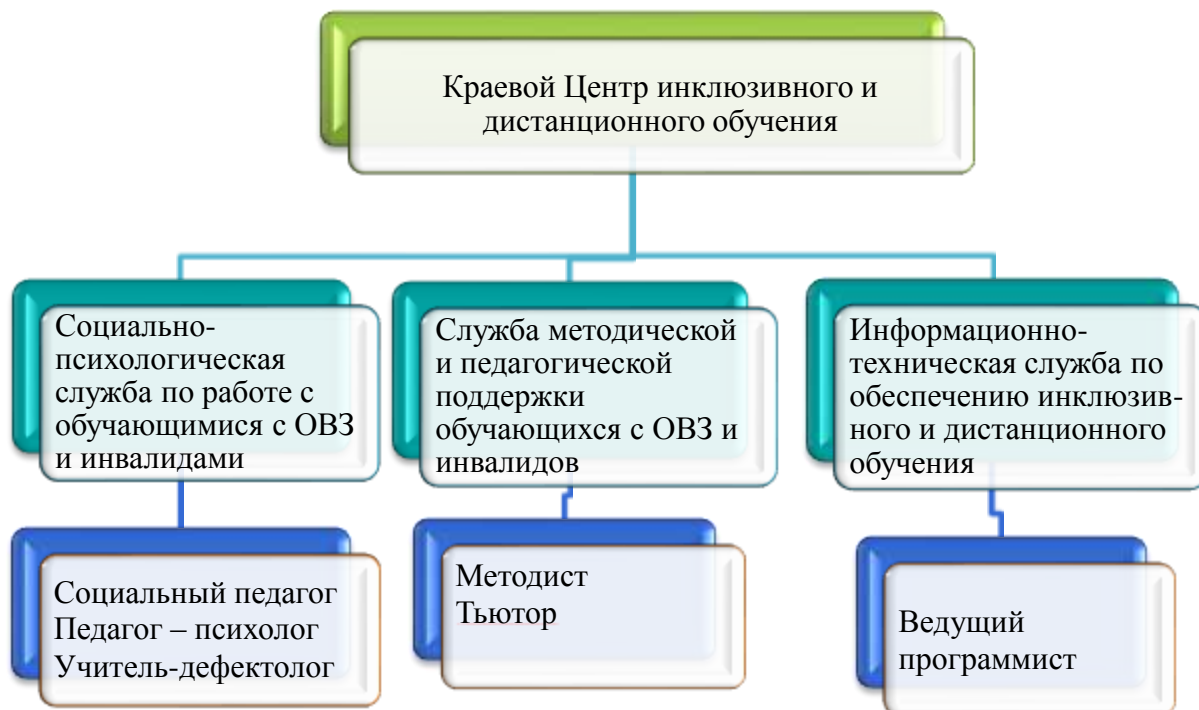 Краевой Центр инклюзивного и
дистанционного обучения
Социально-
психологическая
служба по работе с
обучающимися с ОВЗ
и инвалидами
Служба методической
и педагогической
поддержки
обучающихся с ОВЗ и
инвалидов
Информационно-
техническая служба по
обеспечению инклюзив-
ного и дистанционного
обучения
Социальный педагог
Педагог – психолог
Учитель-дефектолог
Методист
Тьютор
Ведущий
программист